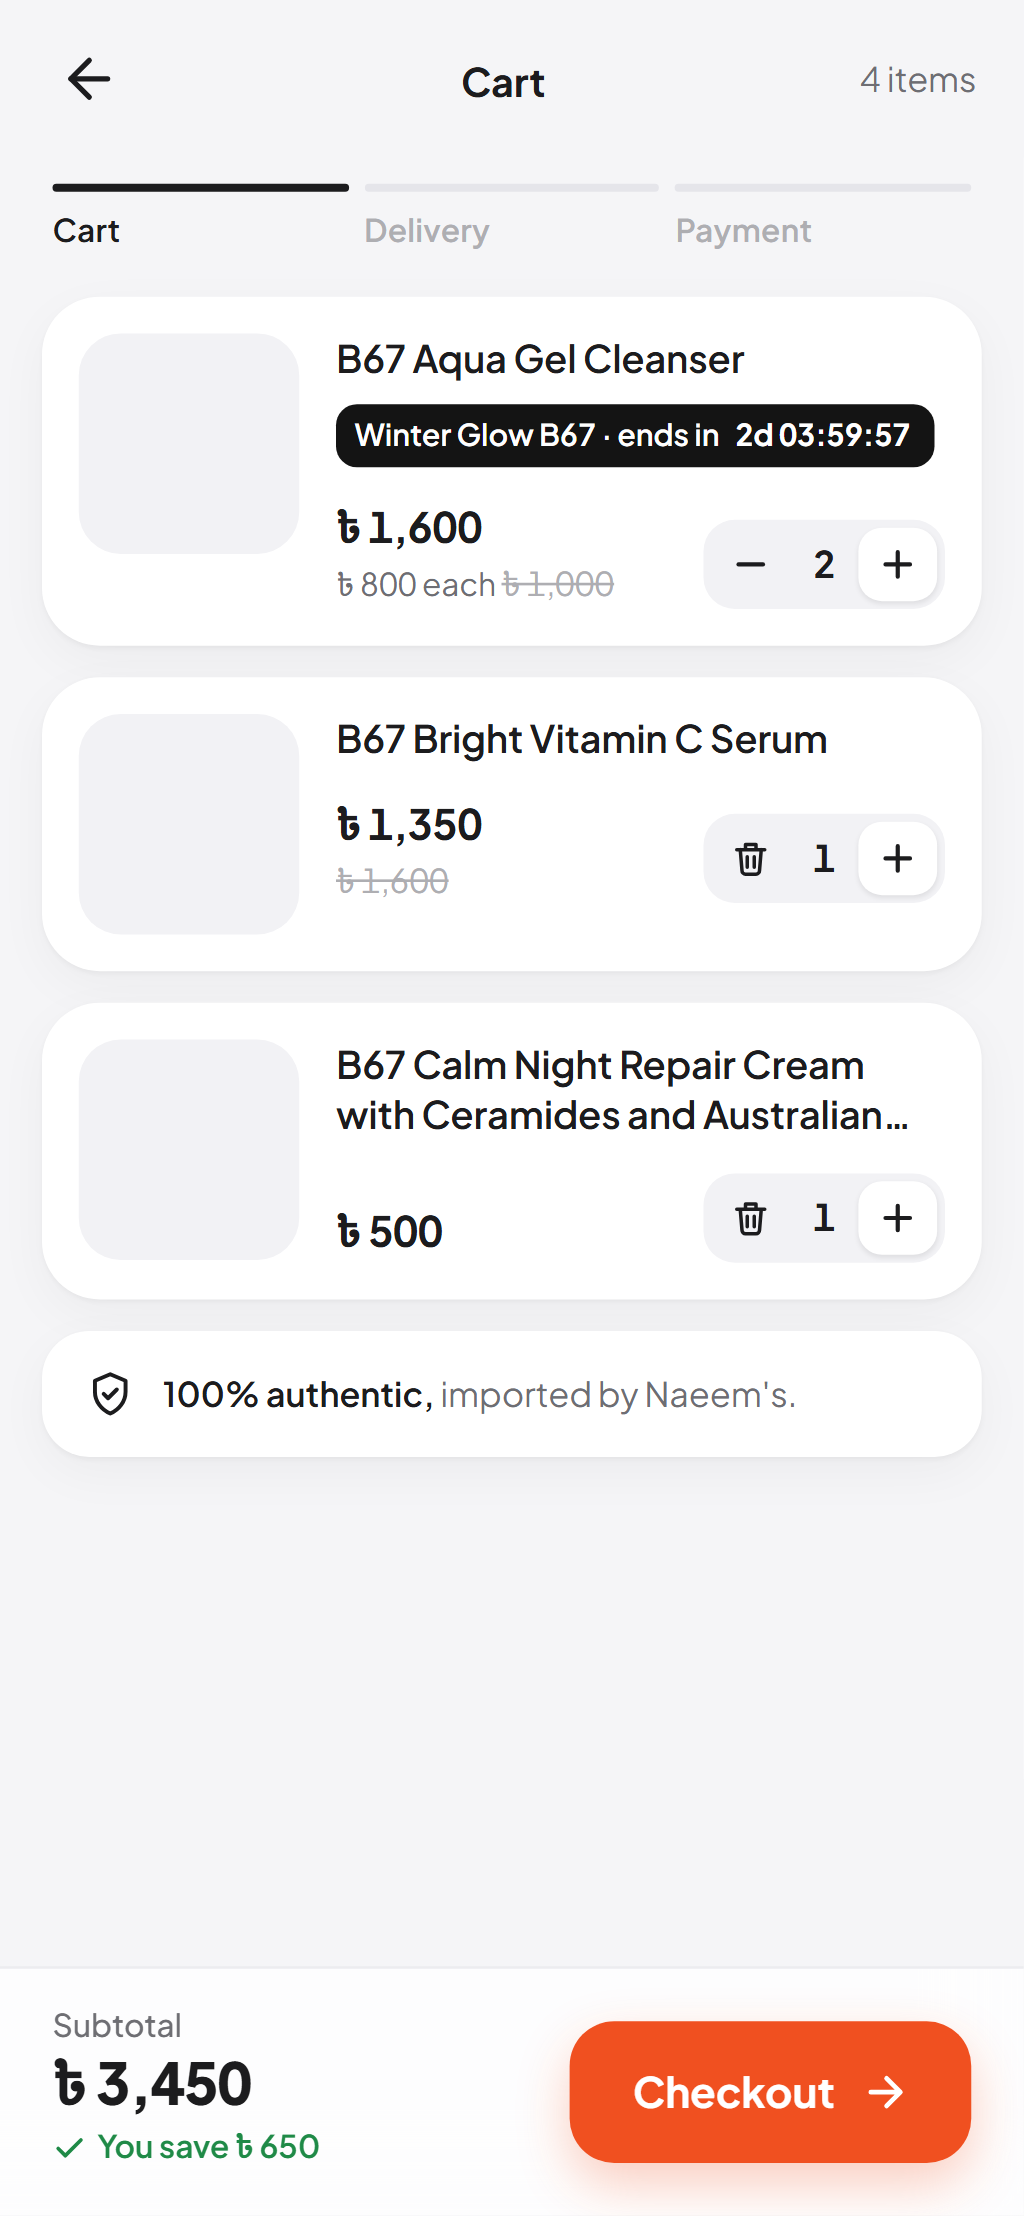 Cart
4 items
Cart
Delivery
Payment
B67 Aqua Gel Cleanser
Winter Glow B67 · ends in 2d 03:59:57
৳ 1,600
৳ 800 each ৳ 1,000
2
B67 Bright Vitamin C Serum
৳ 1,350
৳ 1,600
1
B67 Calm Night Repair Cream
with Ceramides and Australian...
৳ 500
1
100% authentic, imported by Naeem's.
Subtotal
৳ 3,450
You save ৳ 650
Checkout